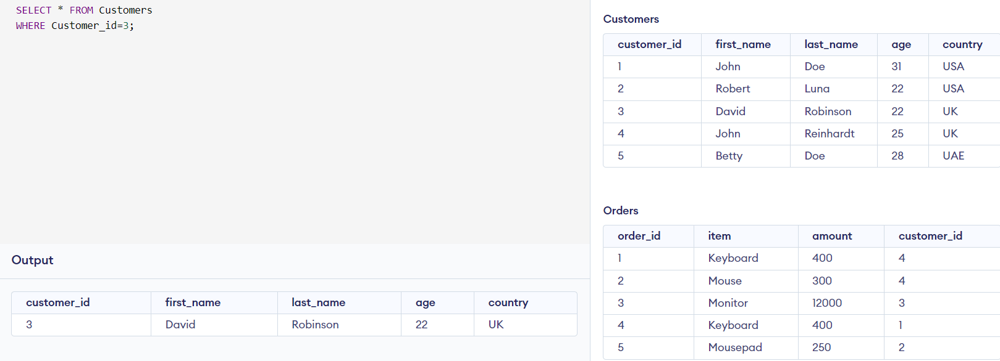 SELECT * FROM Customers
WHERE Customer_id=3;
Output
customer_id first_name last_name age country
3 David Robinson 22 UK
Customers
customer_id first_name last_name age country
1 John Doe 31 USA
2 Robert Luna 22 USA
3 David Robinson 22 UK
4 John Reinhardt 25 UK
5 Betty Doe 28 UAE
Orders
order_id item amount customer_id
1 Keyboard 400 4
2 Mouse 300 4
3 Monitor 12000 3
4 Keyboard 400 1
5 Mousepad 250 2